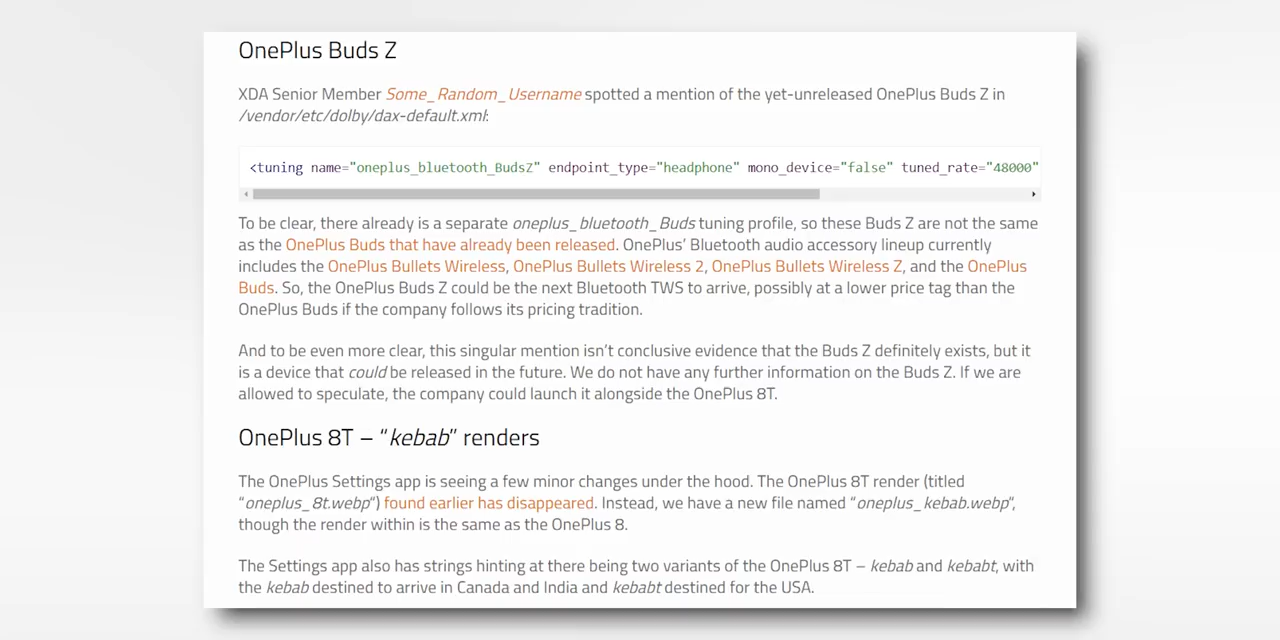 OnePlus Buds Z
XDA Senior Member Some_Random_Username spotted a mention of the yet-unreleased OnePlus Buds Z in
/vendor/etc/dolby/dax-default.xml:
<tuning name="oneplus_bluetooth_BudsZ" endpoint_type="headphone" mono_device="false" tuned_rate="48000"
To be clear, there already is a separate oneplus_bluetooth_Buds tuning profile, so these Buds Z are not the same
as the OnePlus Buds that have already been released. OnePlus’ Bluetooth audio accessory lineup currently
includes the OnePlus Bullets Wireless, OnePlus Bullets Wireless 2, OnePlus Bullets Wireless Z, and the OnePlus
Buds. So, the OnePlus Buds Z could be the next Bluetooth TWS to arrive, possibly at a lower price tag than the
OnePlus Buds if the company follows its pricing tradition.
And to be even more clear, this singular mention isn’t conclusive evidence that the Buds Z definitely exists, but it
is a device that could be released in the future. We do not have any further information on the Buds Z. If we are
allowed to speculate, the company could launch it alongside the OnePlus 8T.
OnePlus 8T – “kebab” renders
The OnePlus Settings app is seeing a few minor changes under the hood. The OnePlus 8T render (titled
“oneplus_8t.webp“) found earlier has disappeared. Instead, we have a new file named “oneplus_kebab.webp“,
though the render within is the same as the OnePlus 8.
The Settings app also has strings hinting at there being two variants of the OnePlus 8T – kebab and kebabt, with
the kebab destined to arrive in Canada and India and kebabt destined for the USA.